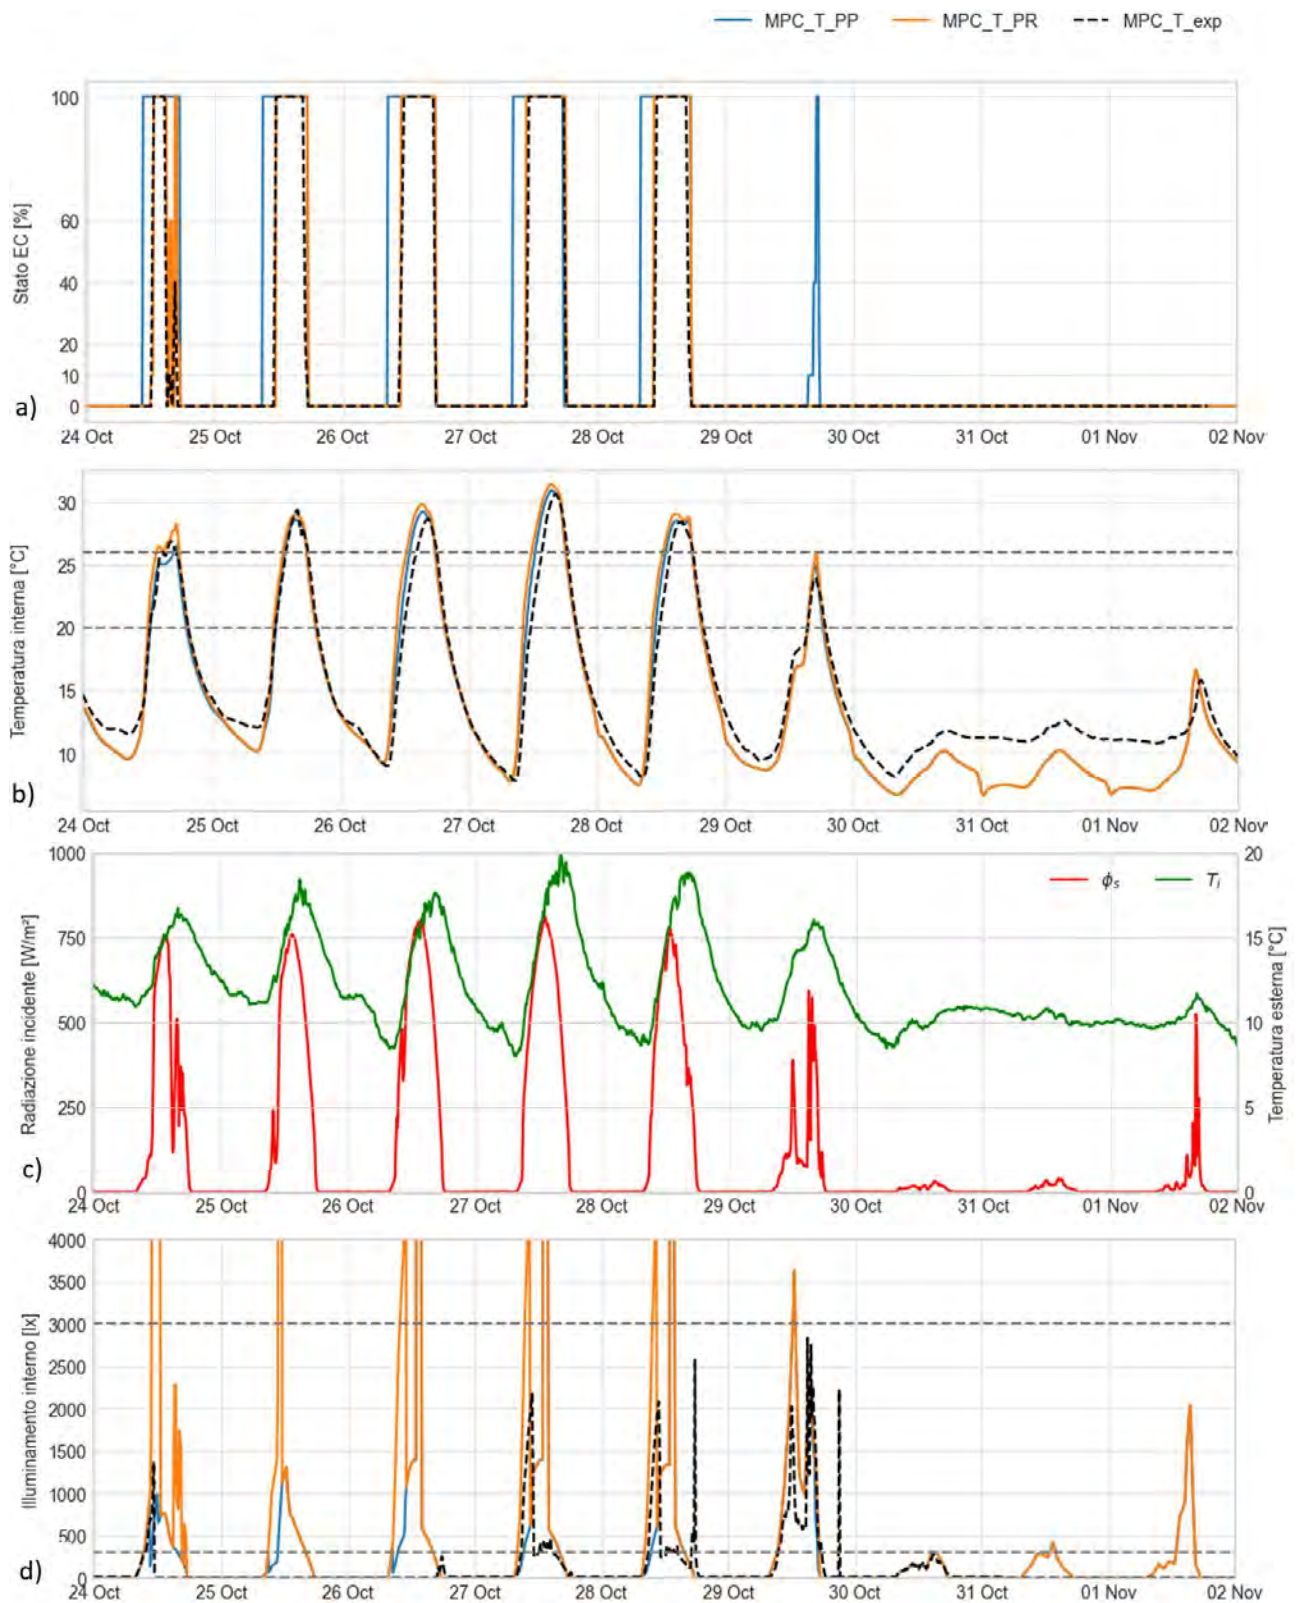 MPC_T_PP MPC_T_PR MPC_T_exp
Stato EC [%]
100
60
40
20
10
0
a)
24 Oct 25 Oct 26 Oct 27 Oct 28 Oct 29 Oct 30 Oct 31 Oct 01 Nov 02 Nov
Temperatura interna [°C]
30
25
20
15
10
b)
24 Oct 25 Oct 26 Oct 27 Oct 28 Oct 29 Oct 30 Oct 31 Oct 01 Nov 02 Nov
Radiazione incidente [W/m²]
1000
750
500
250
0
ϕs Ti
20
15
10
5
0
Temperatura esterna [°C]
c)
24 Oct 25 Oct 26 Oct 27 Oct 28 Oct 29 Oct 30 Oct 31 Oct 01 Nov 02 Nov
Illuminamento interno [lx]
4000
3500
3000
2500
2000
1500
1000
500
0
d)
24 Oct 25 Oct 26 Oct 27 Oct 28 Oct 29 Oct 30 Oct 31 Oct 01 Nov 02 Nov